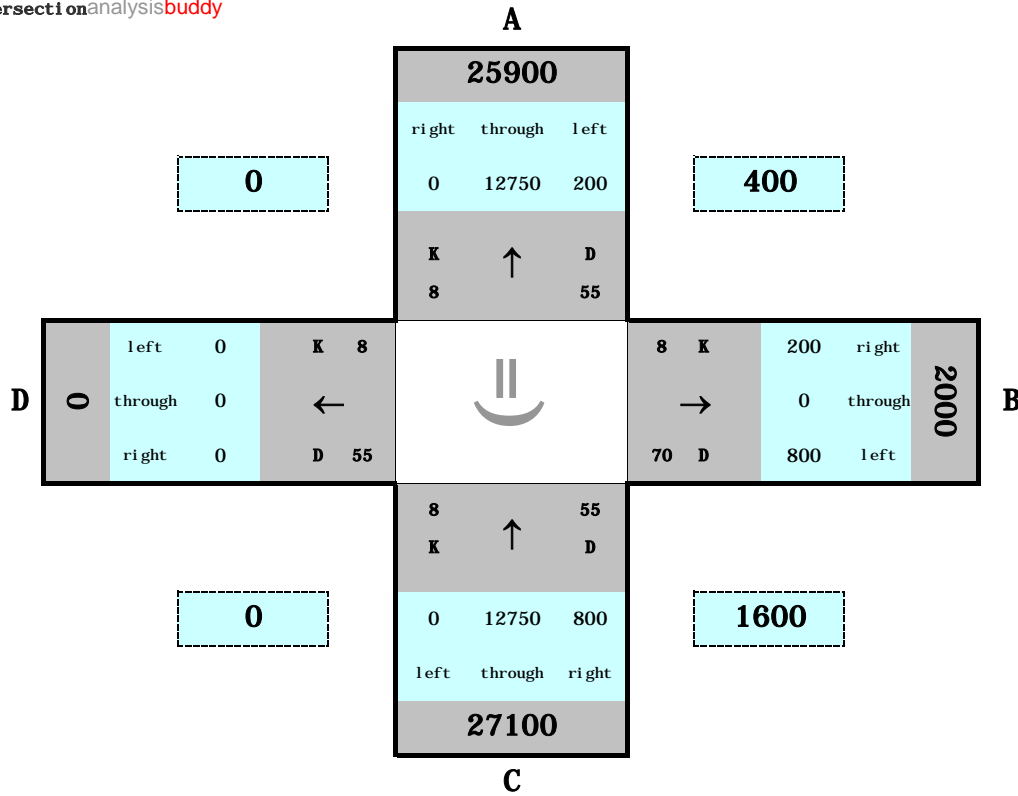 ersectionanalysisbuddy
A
25900
right through left
0 12750 200
0
400
K D
8 55
D
0
left 0
through 0
right 0
K 8
D 55
8 K
70 D
200 right
0 through
800 left
2000
B
8 55
K D
0 12750 800
left through right
0
1600
27100
C